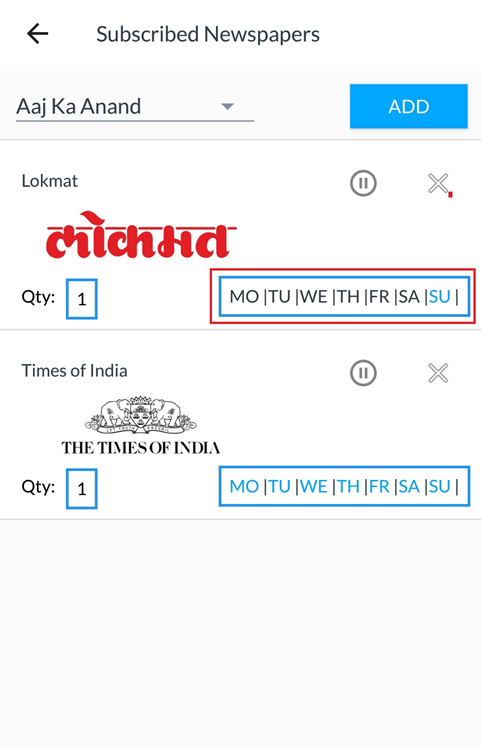 Subscribed Newspapers
Aaj Ka Anand
ADD
Lokmat
लोकमत
Qty: 1
MO |TU |WE |TH |FR |SA |SU |
Times of India
THE TIMES OF INDIA
Qty: 1
MO |TU |WE |TH |FR |SA |SU |